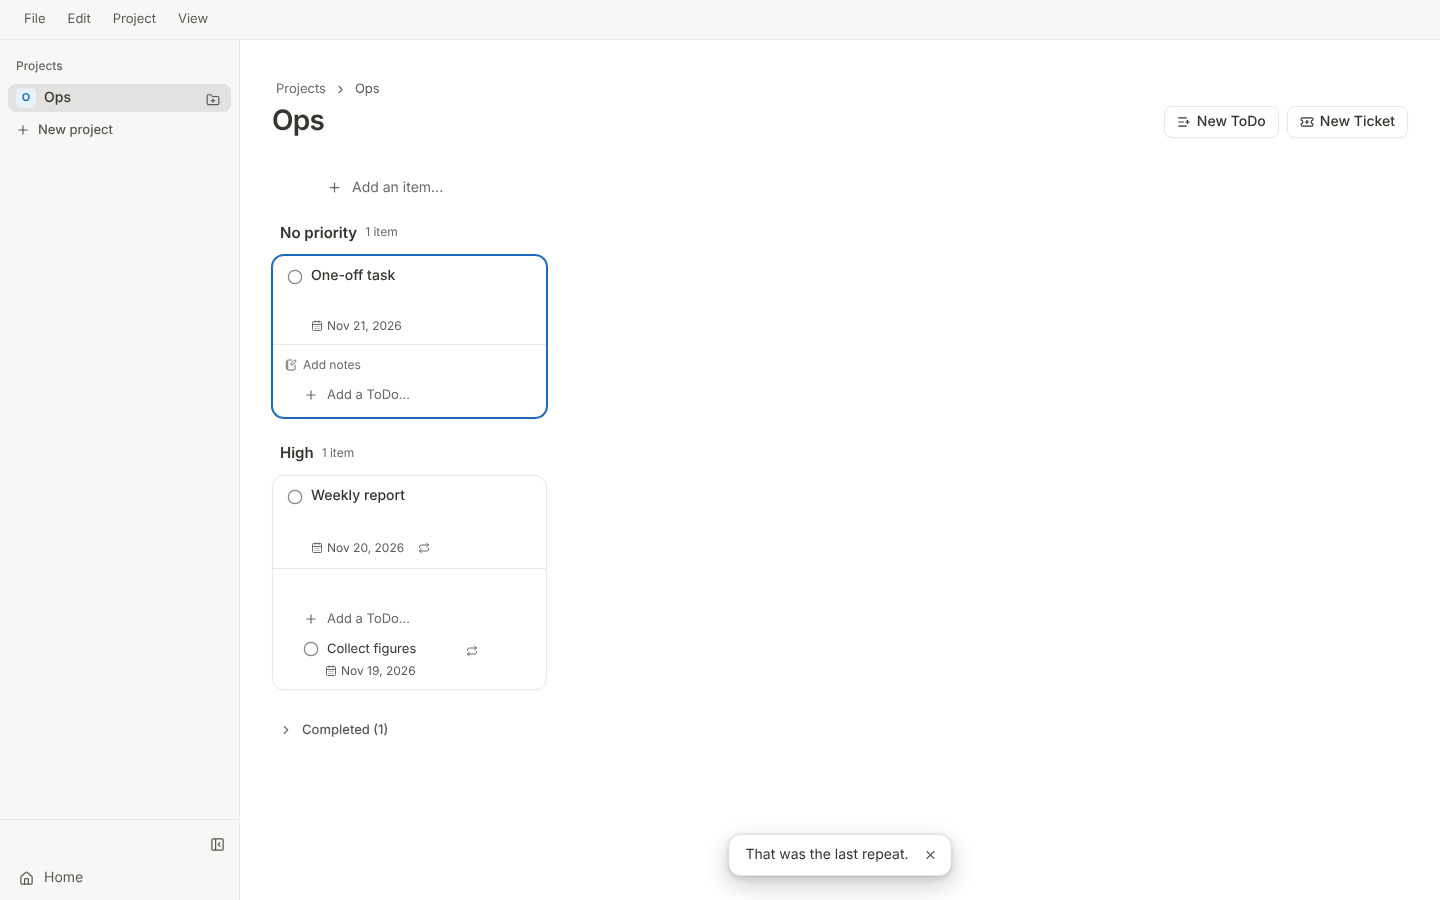 File Edit Project View
Projects
O Ops
New project
Home
Projects > Ops
Ops
New ToDo
New Ticket
Add an item...
No priority 1 item
One-off task
Nov 21, 2026
Add notes
Add a ToDo...
High 1 item
Weekly report
Nov 20, 2026
Add a ToDo...
Collect figures
Nov 19, 2026
Completed (1)
That was the last repeat.